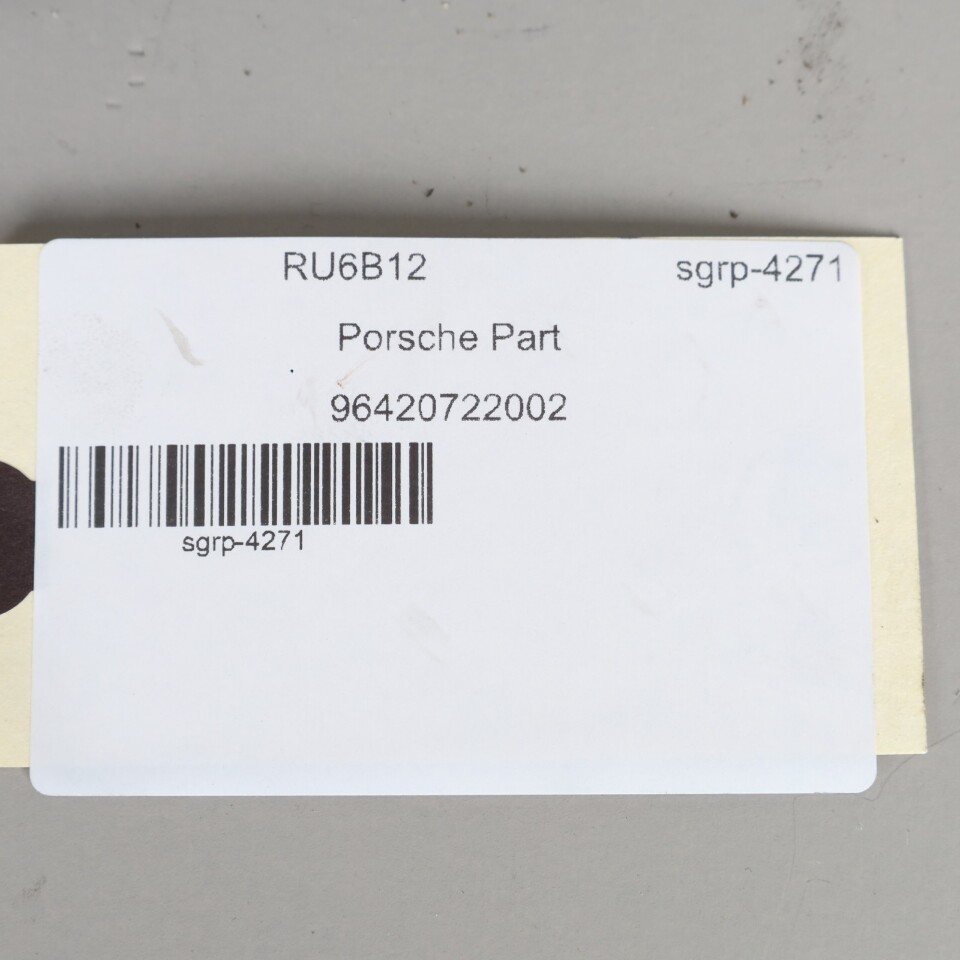 RU6B12 sgrp-4271
Porsche Part
96420722002
sgrp-4271